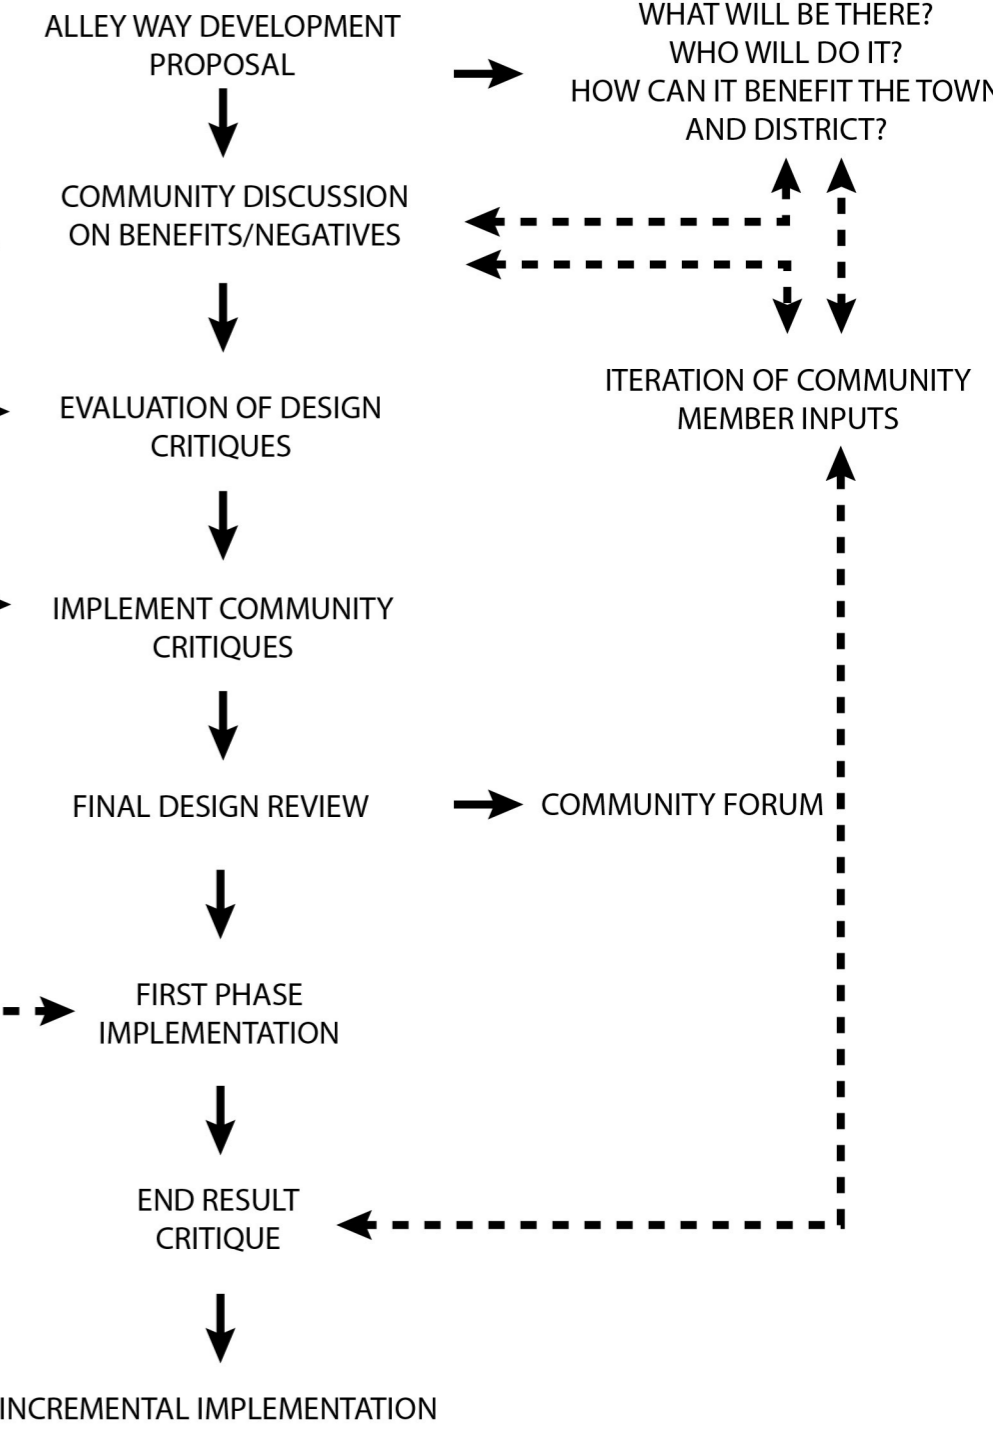 ALLEY WAY DEVELOPMENT
PROPOSAL
WHAT WILL BE THERE?
WHO WILL DO IT?
HOW CAN IT BENEFIT THE TOWN
AND DISTRICT?
COMMUNITY DISCUSSION
ON BENEFITS/NEGATIVES
ITERATION OF COMMUNITY
MEMBER INPUTS
EVALUATION OF DESIGN
CRITIQUES
IMPLEMENT COMMUNITY
CRITIQUES
FINAL DESIGN REVIEW
COMMUNITY FORUM
FIRST PHASE
IMPLEMENTATION
END RESULT
CRITIQUE
INCREMENTAL IMPLEMENTATION